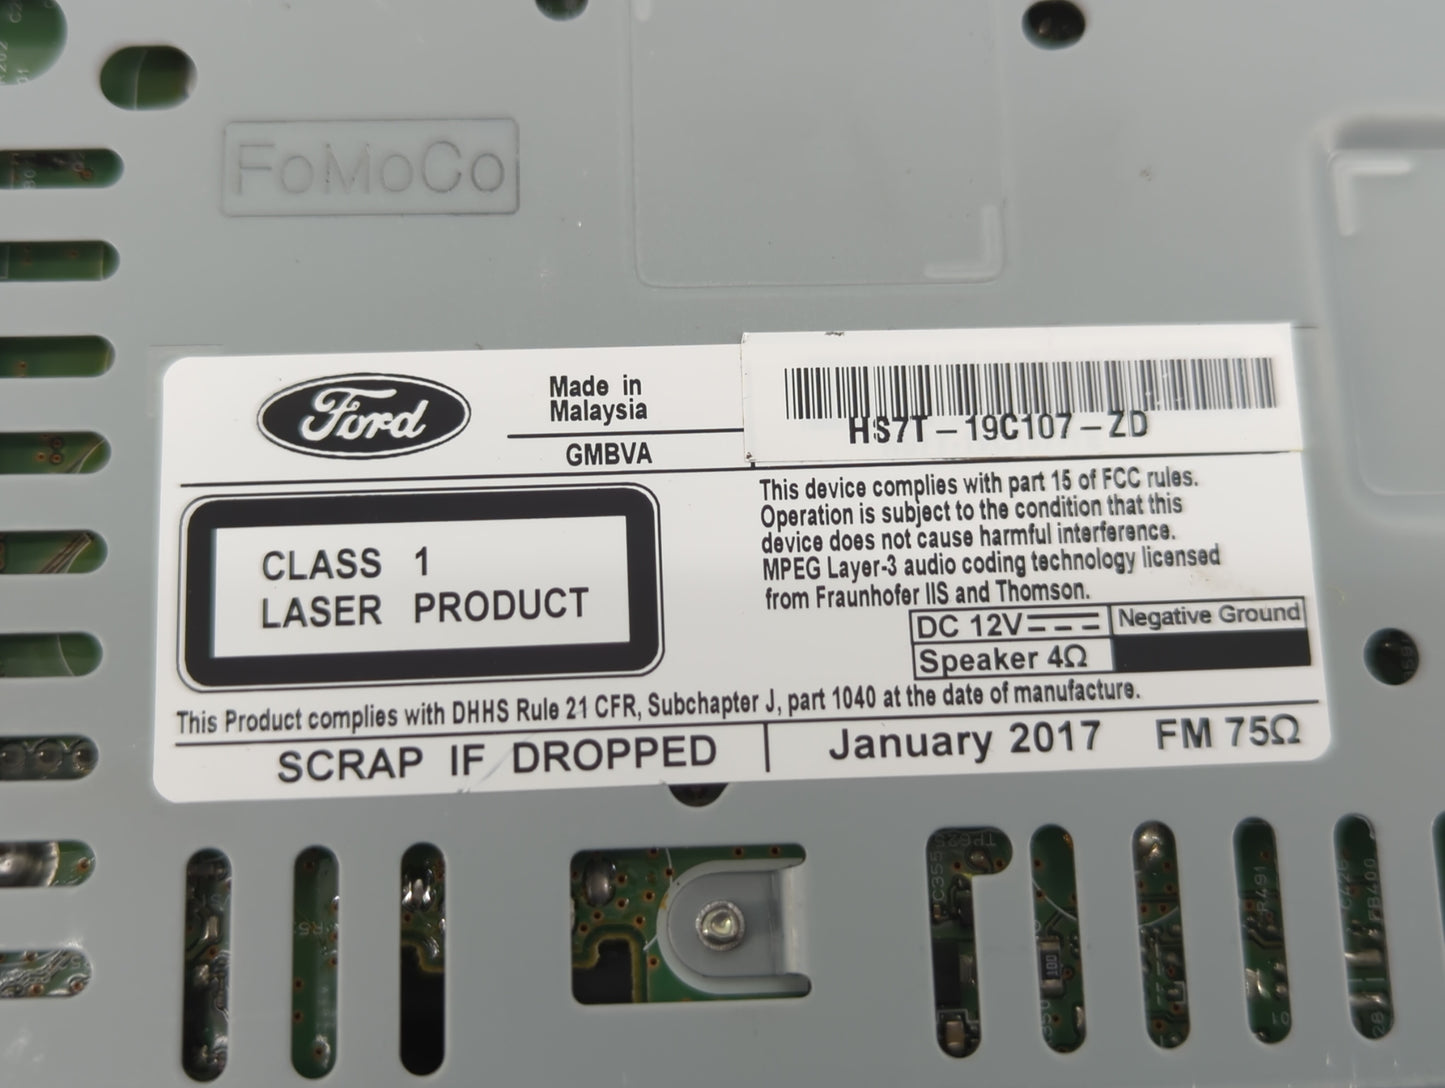 FoMoCo
Ford
Made in
Malaysia
GMBVA
HS7T-19C107-ZD
CLASS 1
LASER PRODUCT
This device complies with part 15 of FCC rules.
Operation is subject to the condition that this
device does not cause harmful interference.
MPEG Layer-3 audio coding technology licensed
from Fraunhofer IIS and Thomson.
DC 12V
Negative Ground
Speaker 4Ω
This Product complies with DHHS Rule 21 CFR, Subchapter J, part 1040 at the date of manufacture.
SCRAP IF DROPPED
January 2017
FM 75Ω
C355
R491
FB400
100